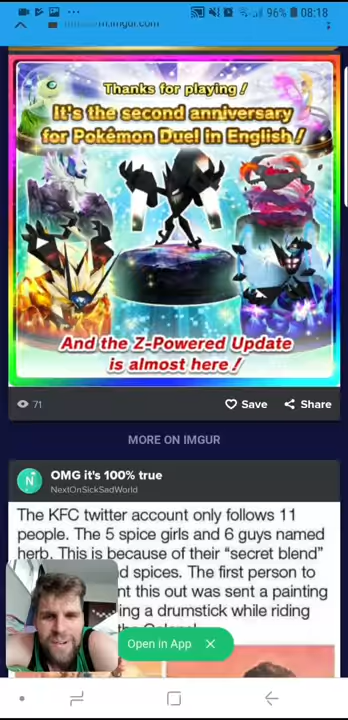 96% 08:18
m.imgur.com
Thanks for playing!
It's the second anniversary
for Pokémon Duel in English!
And the Z-Powered Update
is almost here!
71 Save Share
MORE ON IMGUR
N OMG it's 100% true
NextOnSickSadWorld
The KFC twitter account only follows 11
people. The 5 spice girls and 6 guys named
herb. This is because of their “secret blend”
spices. The first person to
this out was sent a painting
a drumstick while riding
Open in App ×